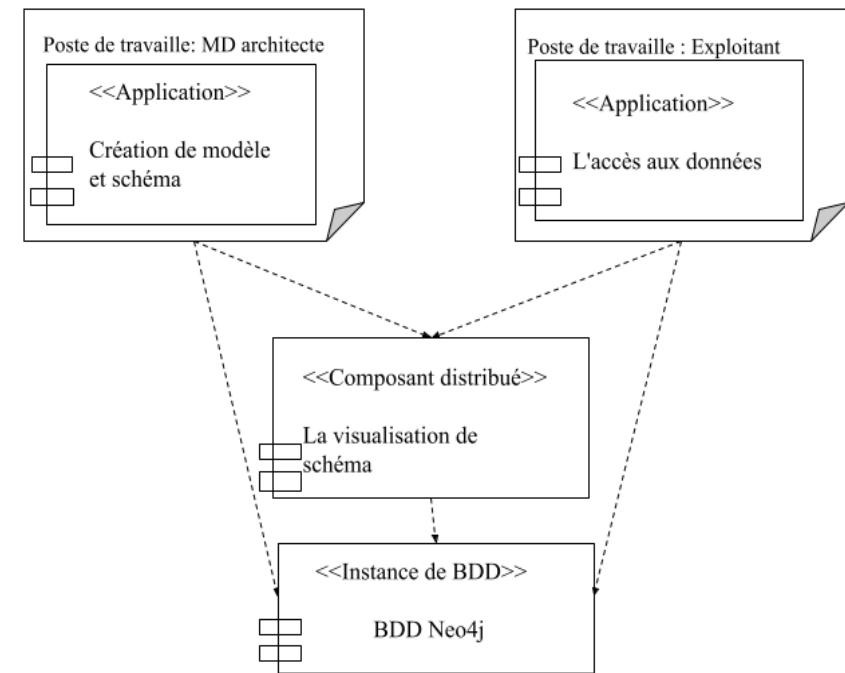 Poste de travaille: MD architecte
<<Application>>
Création de modèle
et schéma
Poste de travaille : Exploitant
<<Application>>
L'accès aux données
<<Composant distribué>>
La visualisation de
schéma
<<Instance de BDD>>
BDD Neo4j